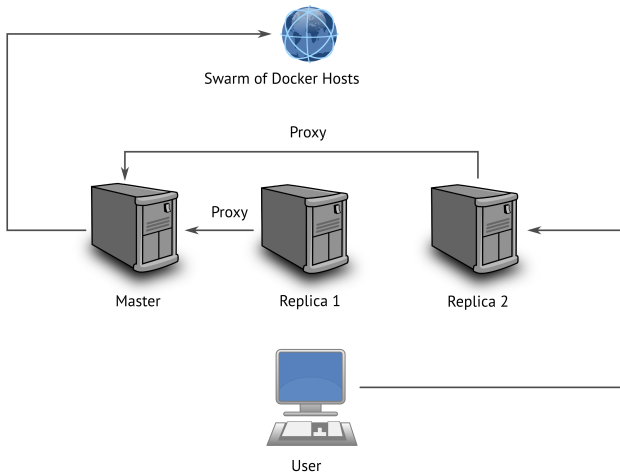 Swarm of Docker Hosts
Proxy
Proxy
Master
Replica 1
Replica 2
User